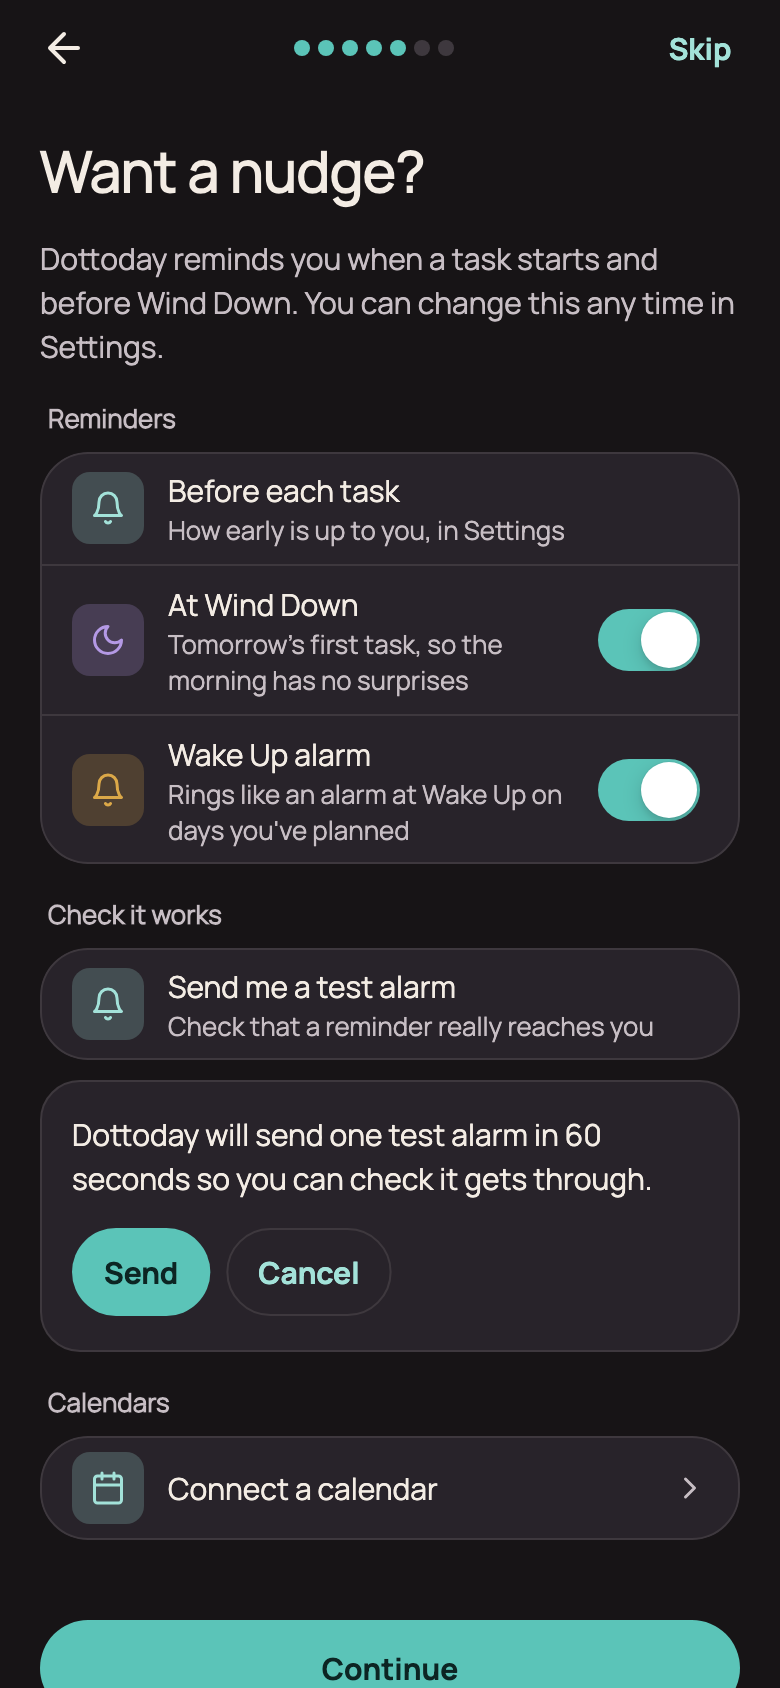 Skip
Want a nudge?
Dottoday reminds you when a task starts and
before Wind Down. You can change this any time in
Settings.
Reminders
Before each task
How early is up to you, in Settings
At Wind Down
Tomorrow’s first task, so the
morning has no surprises
Wake Up alarm
Rings like an alarm at Wake Up on
days you've planned
Check it works
Send me a test alarm
Check that a reminder really reaches you
Dottoday will send one test alarm in 60
seconds so you can check it gets through.
Send
Cancel
Calendars
Connect a calendar
Continue